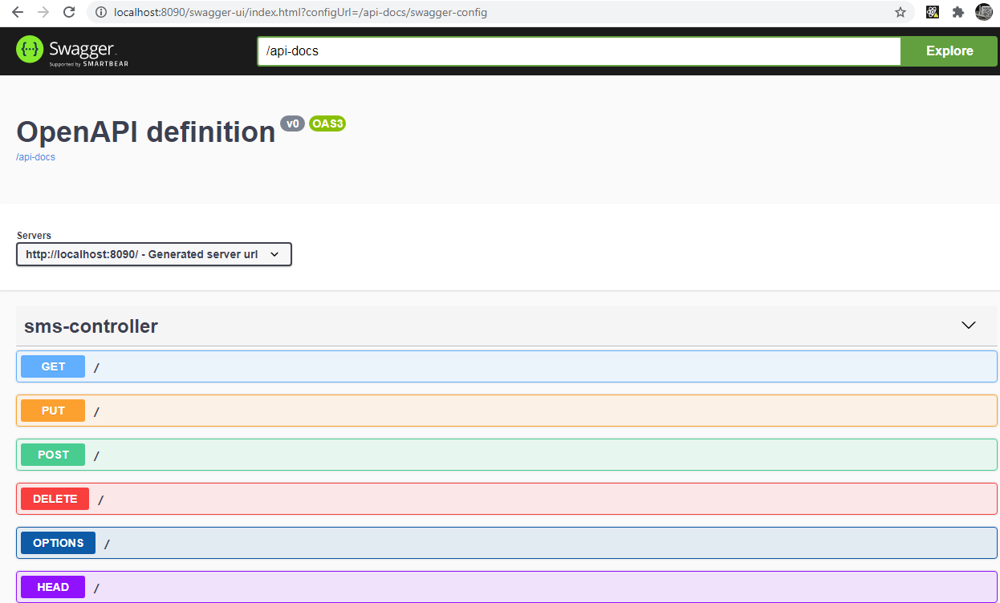 localhost:8090/swagger-ui/index.html?configUrl=/api-docs/swagger-config
Swagger
Supported by SMARTBEAR
/api-docs
Explore
OpenAPI definition v0 OAS3
/api-docs
Servers
http://localhost:8090/ - Generated server url
sms-controller
GET /
PUT /
POST /
DELETE /
OPTIONS /
HEAD /